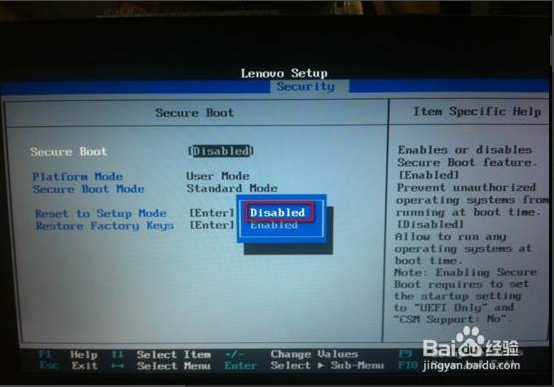 Lenovo Setup
Security
Secure Boot
Item Specific Help
Secure Boot [Disabled]
Platform Mode User Mode
Secure Boot Mode Standard Mode
Reset to Setup Mode [Enter]
Restore Factory Keys [Enter]
Disabled
Enabled
Enables or disables
Secure Boot feature.
[Enabled]
Prevent unauthorized
operating systems from
running at boot time.
[Disabled]
Allow to run any
operating systems at
boot time.
Note: Enabling Secure
Boot requires to set
the startup setting
to "UEFI Only" and
"CSM Support: No".
F1 Help ↑↓ Select Item -/- Change Values F9
Esc Exit ←→ Select Menu Enter Select ▶ Sub-Menu F10
Baidu 经验
jingyan.baidu.com